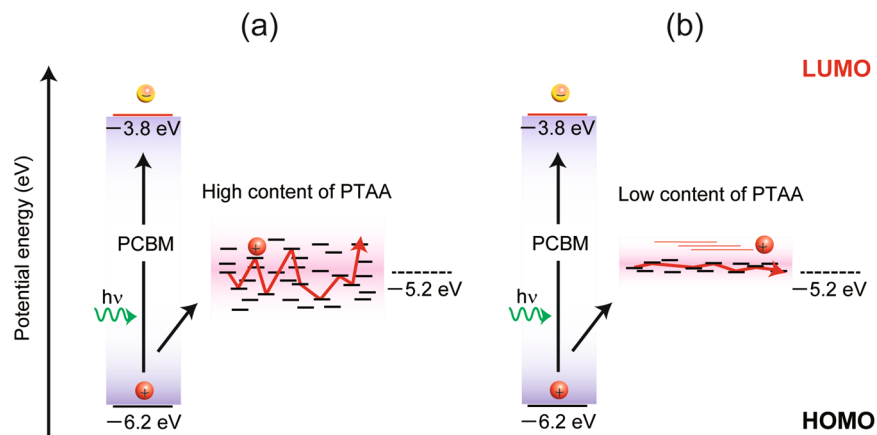 (a)
(b)
LUMO
Potential energy (eV)
−
−3.8 eV
High content of PTAA
PCBM
+
hν
−5.2 eV
+
−6.2 eV
−
−3.8 eV
Low content of PTAA
PCBM
+
hν
−5.2 eV
+
−6.2 eV
HOMO